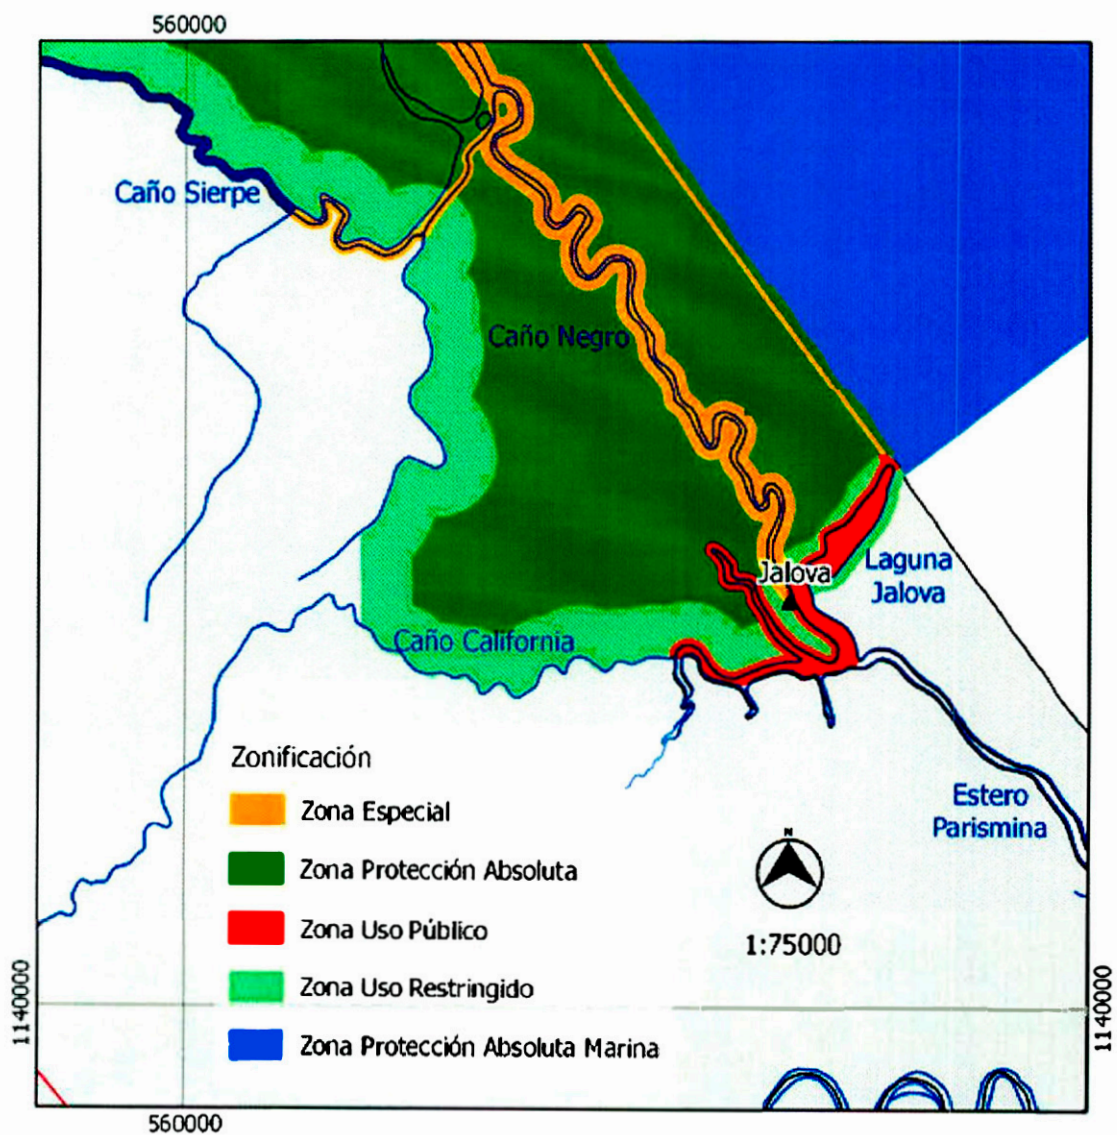 560000
Caño Sierpe
Caño Negro
Jalova
Laguna
Jalova
Caño California
Zonificación
Zona Especial
Zona Protección Absoluta
Zona Uso Público
Zona Uso Restringido
Zona Protección Absoluta Marina
Estero
Parismina
N
1:75000
1140000
1140000
560000